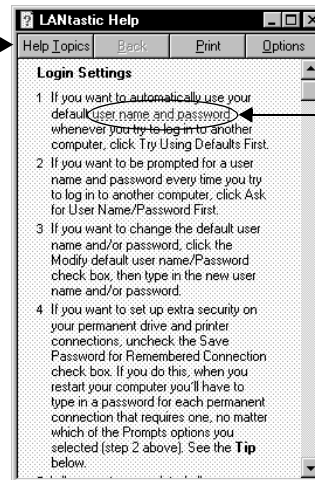 LANtastic Help
Help Topics Back Print Options
Login Settings
1 If you want to automatically use your
default user name and password
whenever you try to log in to another
computer, click Try Using Defaults First.
2 If you want to be prompted for a user
name and password every time you try
to log in to another computer, click Ask
for User Name/Password First.
3 If you want to change the default user
name and/or password, click the
Modify default user name/Password
check box, then type in the new user
name and/or password.
4 If you want to set up extra security on
your permanent drive and printer
connections, uncheck the Save
Password for Remembered Connection
check box. If you do this, when you
restart your computer you'll have to
type in a password for each permanent
connection that requires one, no matter
which of the Prompts options you
selected (step 2 above). See the Tip
below.